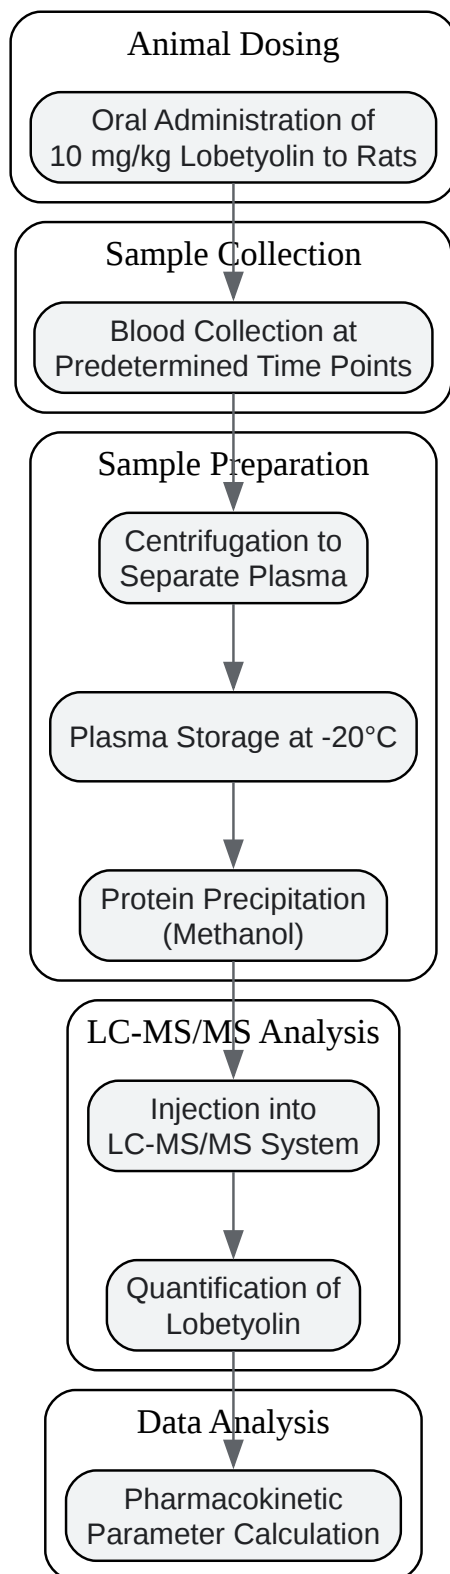 Animal Dosing
Oral Administration of
10 mg/kg Lobetyolin to Rats
Sample Collection
Blood Collection at
Predetermined Time Points
Sample Preparation
Centrifugation to
Separate Plasma
Plasma Storage at -20°C
Protein Precipitation
(Methanol)
LC-MS/MS Analysis
Injection into
LC-MS/MS System
Quantification of
Lobetyolin
Data Analysis
Pharmacokinetic
Parameter Calculation